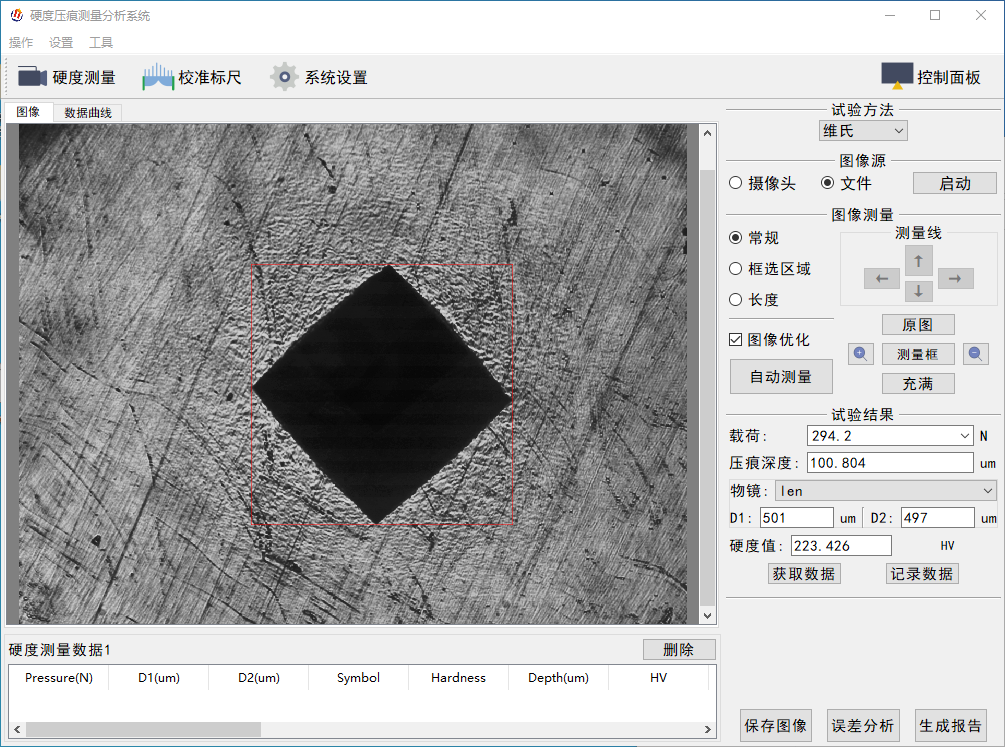 硬度压痕测量分析系统
操作 设置 工具
硬度测量 校准标尺 系统设置 控制面板
图像 数据曲线
试验方法
维氏
图像源
摄像头 文件 启动
图像测量
常规
框选区域
长度
测量线
↑
← →
↓
图像优化
自动测量
原图
测量框
充满
试验结果
载荷: 294.2 N
压痕深度: 100.804 um
物镜: len
D1: 501 um D2: 497 um
硬度值: 223.426 HV
获取数据 记录数据
硬度测量数据1 删除
Pressure(N) D1(um) D2(um) Symbol Hardness Depth(um) HV
保存图像 误差分析 生成报告